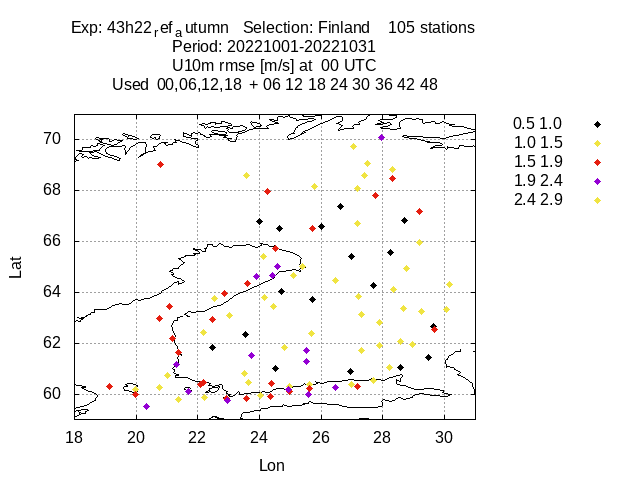 Exp: 43h22refautumn Selection: Finland 105 stations
Period: 20221001-20221031
U10m rmse [m/s] at 00 UTC
Used 00,06,12,18 + 06 12 18 24 30 36 42 48
0.5 1.0
1.0 1.5
1.5 1.9
1.9 2.4
2.4 2.9
70
68
66
64
62
60
Lat
18 20 22 24 26 28 30
Lon